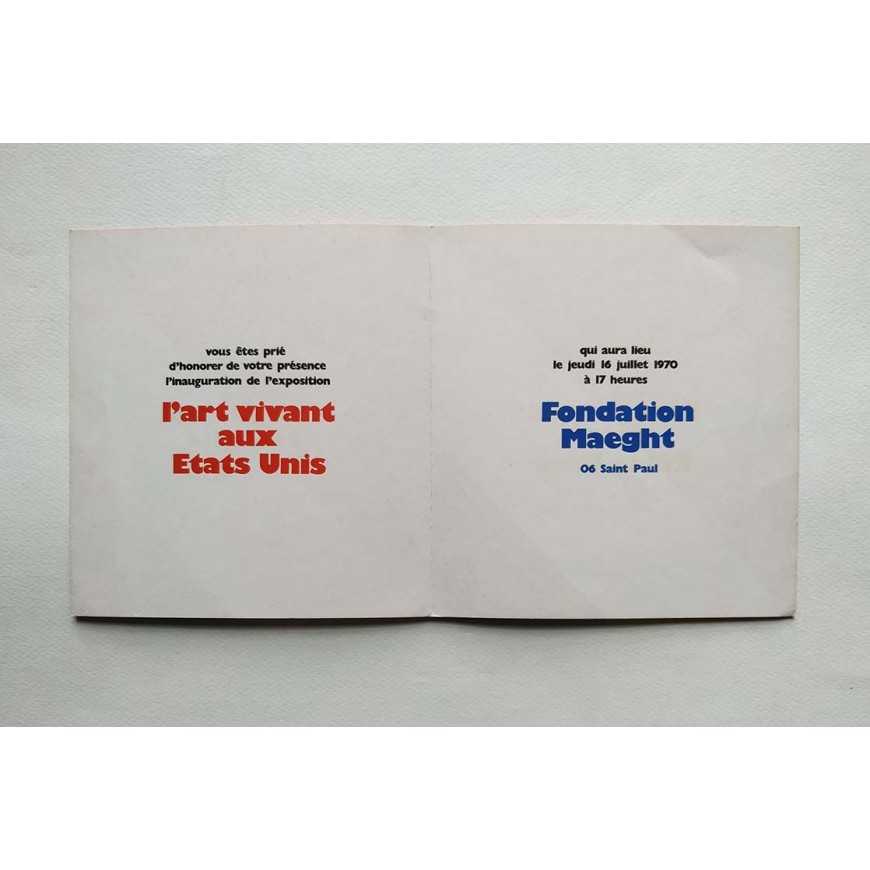 vous êtes prié
d'honorer de votre présence
l'inauguration de l'exposition
l'art vivant
aux
Etats Unis
qui aura lieu
le jeudi 16 juillet 1970
à 17 heures
Fondation
Maeght
06 Saint Paul